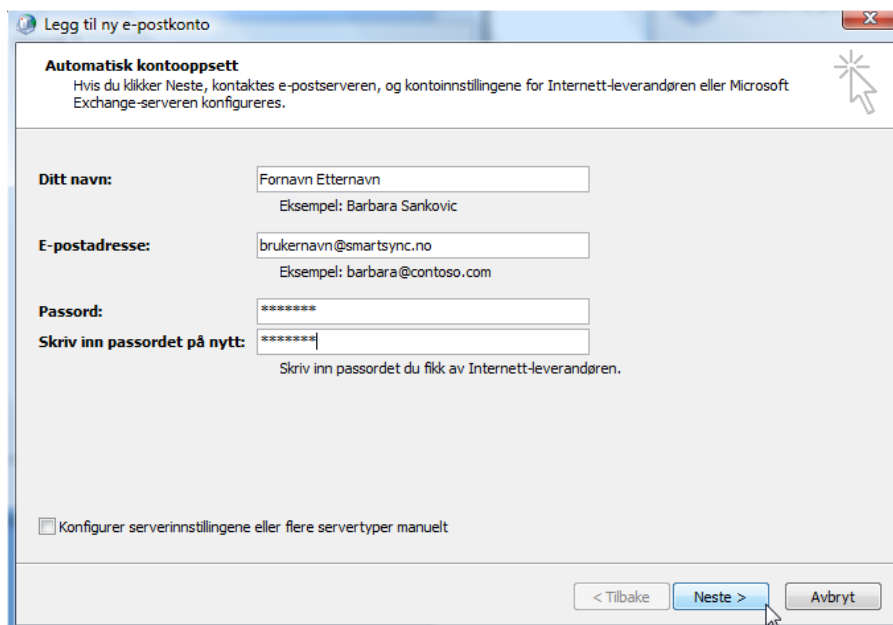 Legg til ny e-postkonto
Automatisk kontooppsett
Hvis du klikker Neste, kontaktes e-postserveren, og kontoinnstillingene for Internett-leverandøren eller Microsoft
Exchange-serveren konfigureres.
Ditt navn:
Fornavn Etternavn
Eksempel: Barbara Sankovic
E-postadresse:
brukernavn@smartsync.no
Eksempel: barbara@contoso.com
Passord:
*******
Skriv inn passordet på nytt:
*******
Skriv inn passordet du fikk av Internett-leverandøren.
Konfigurer serverinnstillingene eller flere servertyper manuelt
< Tilbake
Neste >
Avbryt